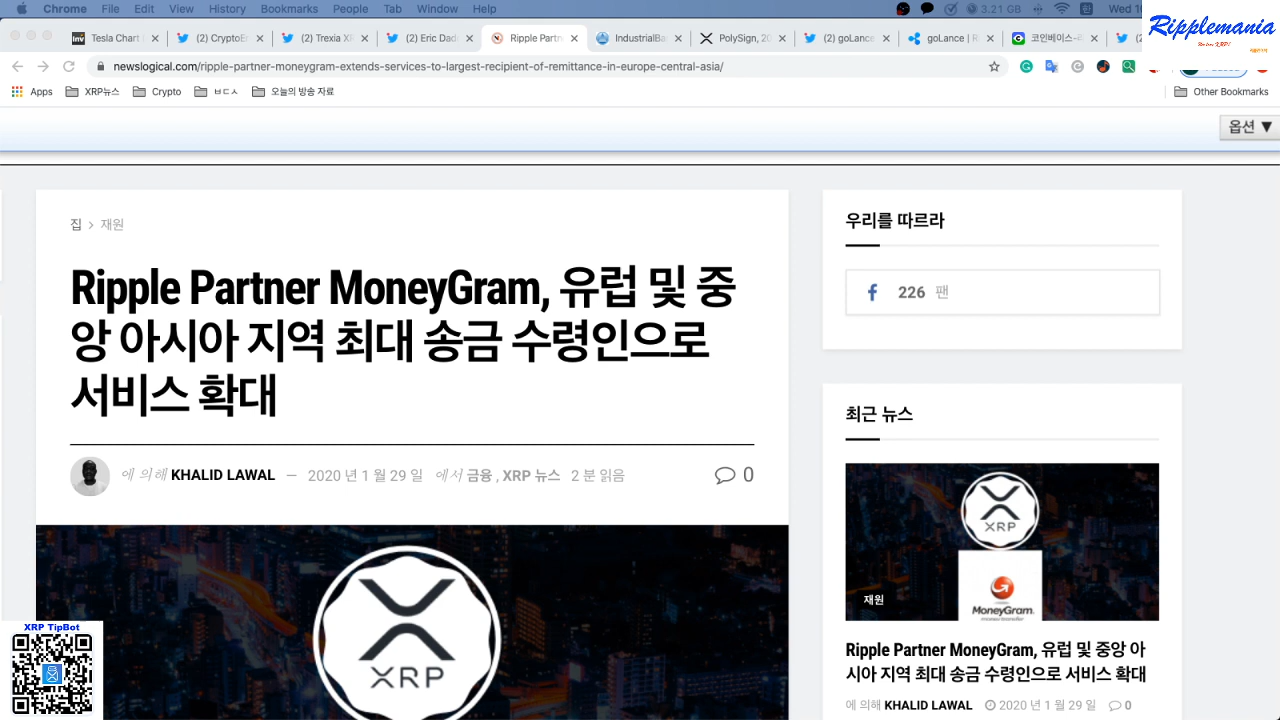 Chrome File Edit View History Bookmarks People Tab Window Help 3.21 GB Wed 1
Ripplemania
Tesla Chart (2) Crypto (2) Trexia XR (2) Eric Da Ripple Partn IndustrialBa PolySign, 20 (2) goLance goLance | R 코인베이스-리 (2)
newslogical.com/ripple-partner-moneygram-extends-services-to-largest-recipient-of-remittance-in-europe-central-asia/
Apps XRP뉴스 Crypto ㅂㄷㅅ 오늘의 방송 자료 Other Bookmarks
옵션 ▼
집 > 재원
Ripple Partner MoneyGram, 유럽 및 중
앙 아시아 지역 최대 송금 수령인으로
서비스 확대
에 의해 KHALID LAWAL — 2020 년 1 월 29 일 에서 금융 , XRP 뉴스 2 분 읽음 0
XRP
XRP TipBot
우리를 따르라
226 팬
최근 뉴스
XRP
MoneyGram.
재원
Ripple Partner MoneyGram, 유럽 및 중앙 아
시아 지역 최대 송금 수령인으로 서비스 확대
에 의해 KHALID LAWAL 2020 년 1 월 29 일 0